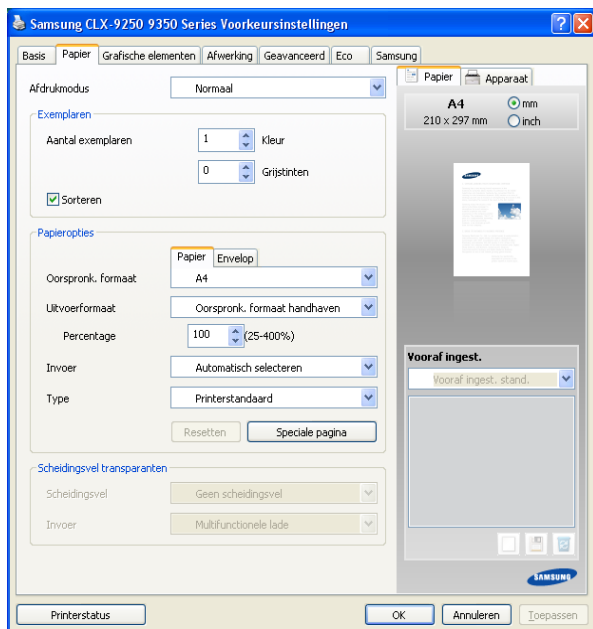 Samsung CLX-9250 9350 Series Voorkeursinstellingen
Basis Papier Grafische elementen Afwerking Geavanceerd Eco Samsung
Afdrukmodus Normaal
Exemplaren
Aantal exemplaren 1 Kleur
0 Grijstinten
Sorteren
Papieropties
Papier Envelop
Oorspronk. formaat A4
Uitvoerformaat Oorspronk. formaat handhaven
Percentage 100 (25-400%)
Invoer Automatisch selecteren
Type Printerstandaard
Resetten Speciale pagina
Scheidingsvel transparanten
Scheidingsvel Geen scheidingsvel
Invoer Multifunctionele lade
Papier Apparaat
A4 mm
210 x 297 mm inch
Vooraf ingest.
Vooraf ingest. stand.
SAMSUNG
Printerstatus OK Annuleren Toepassen